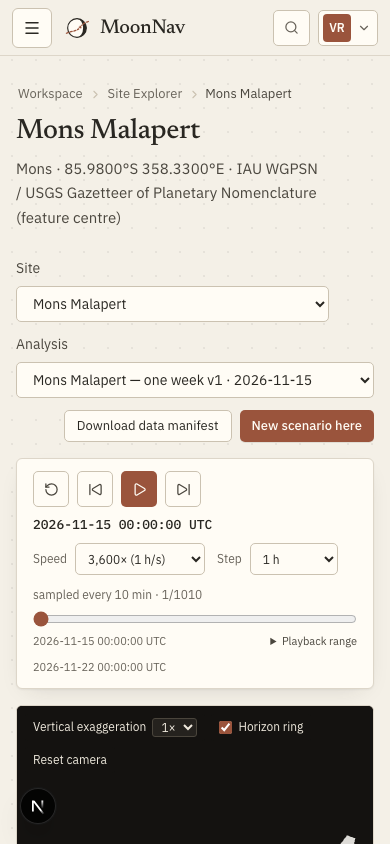 MoonNav
VR
Workspace > Site Explorer > Mons Malapert
Mons Malapert
Mons · 85.9800°S 358.3300°E · IAU WGPSN
/ USGS Gazetteer of Planetary Nomenclature
(feature centre)
Site
Mons Malapert
Analysis
Mons Malapert — one week v1 · 2026-11-15
Download data manifest
New scenario here
2026-11-15 00:00:00 UTC
Speed 3,600× (1 h/s) Step 1 h
sampled every 10 min · 1/1010
2026-11-15 00:00:00 UTC ▶ Playback range
2026-11-22 00:00:00 UTC
Vertical exaggeration 1× Horizon ring
Reset camera
N